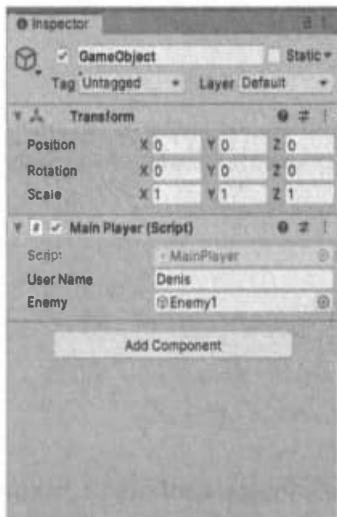 Inspector
GameObject Static
Tag Untagged Layer Default
Transform
Position X 0 Y 0 Z 0
Rotation X 0 Y 0 Z 0
Scale X 1 Y 1 Z 1
# Main Player (Script)
Script MainPlayer
User Name Denis
Enemy Enemy1
Add Component